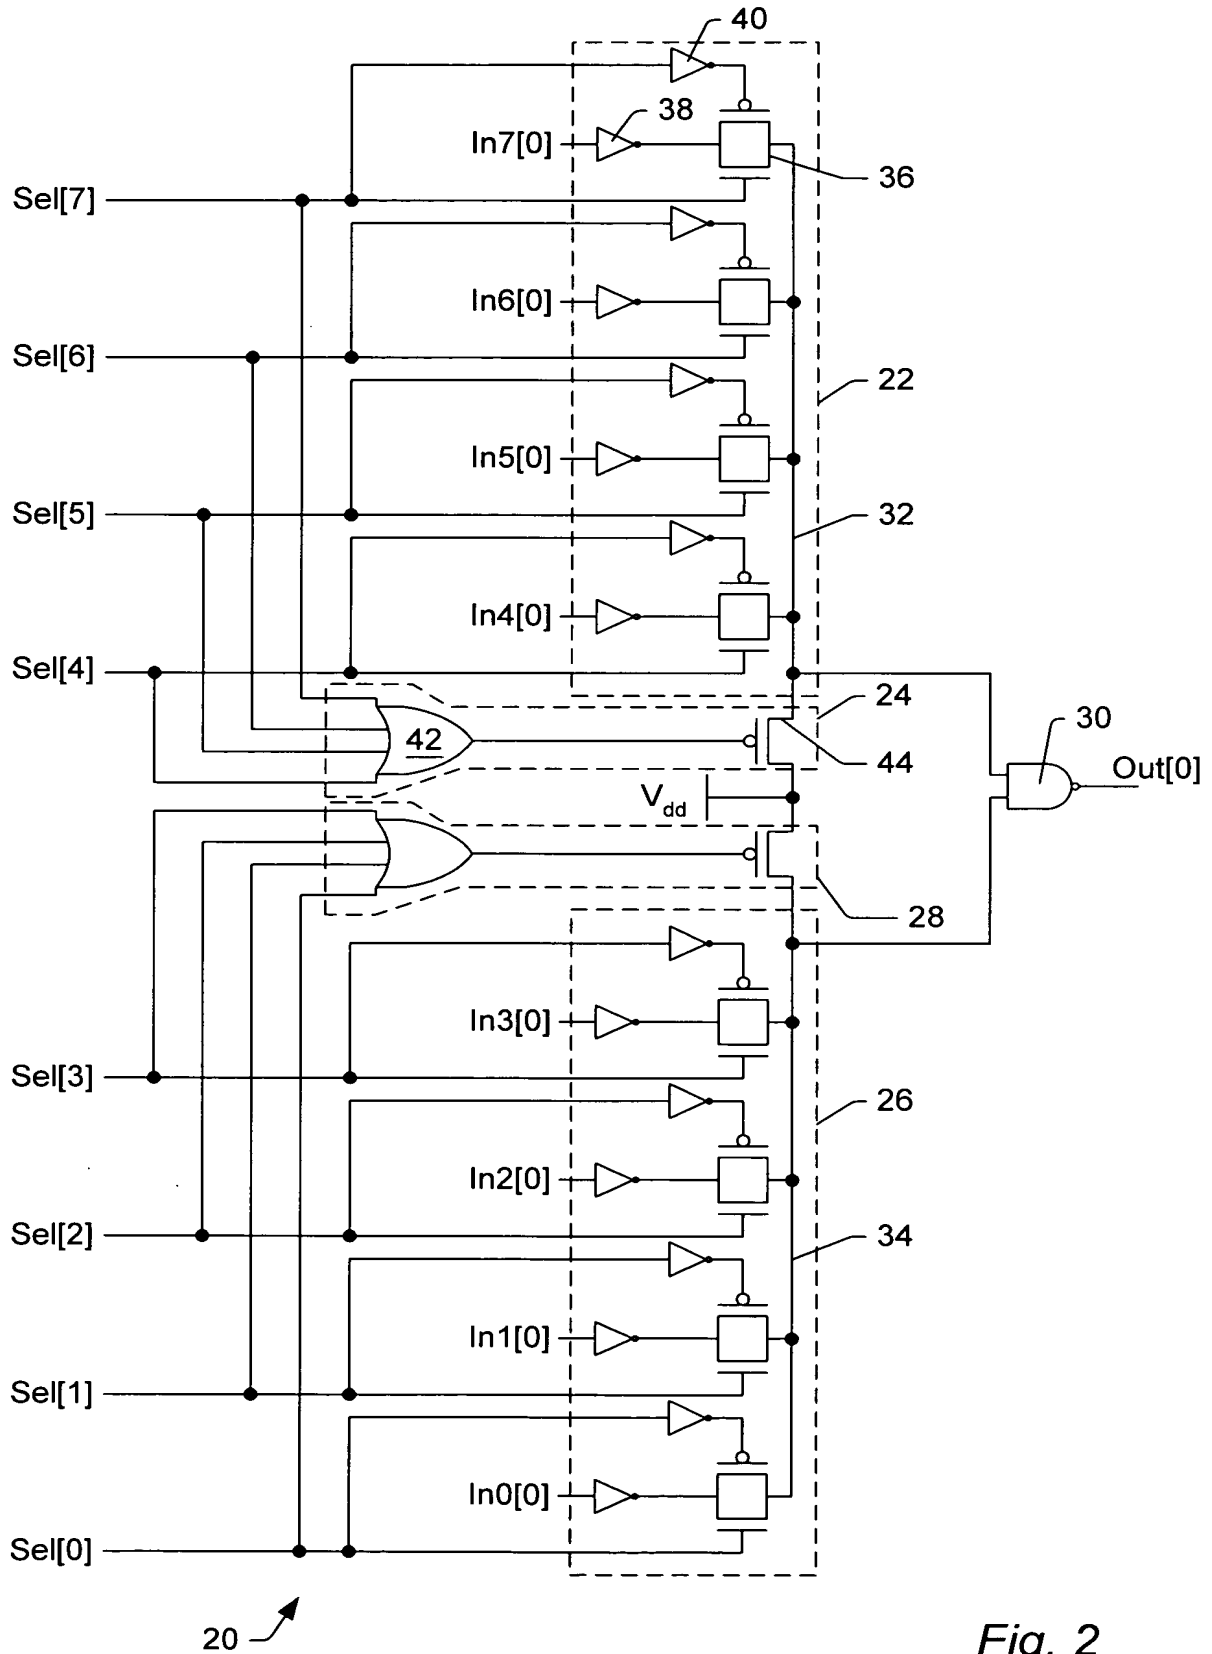 40
38
In7[0]
36
Sel[7]
In6[0]
Sel[6]
22
In5[0]
Sel[5]
32
In4[0]
Sel[4]
24
30
42
44
Out[0]
Vdd
28
In3[0]
Sel[3]
26
In2[0]
Sel[2]
34
In1[0]
Sel[1]
In0[0]
Sel[0]
20
Fig. 2